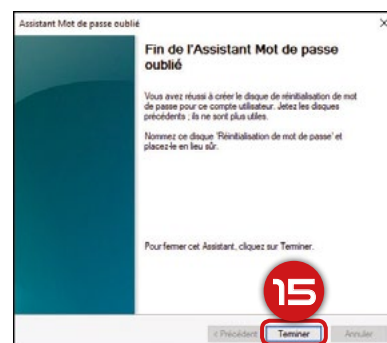 Assistant Mot de passe oublié
Fin de l'Assistant Mot de passe
oublié
Vous avez réussi à créer le disque de réinitialisation de mot
de passe pour ce compte utilisateur. Jetez les disques
précédents ; ils ne sont plus utiles.
Nommez ce disque 'Réinitialisation de mot de passe' et
placez-le en lieu sûr.
Pour fermer cet Assistant, cliquez sur Terminer.
15
< Précédent
Terminer
Annuler